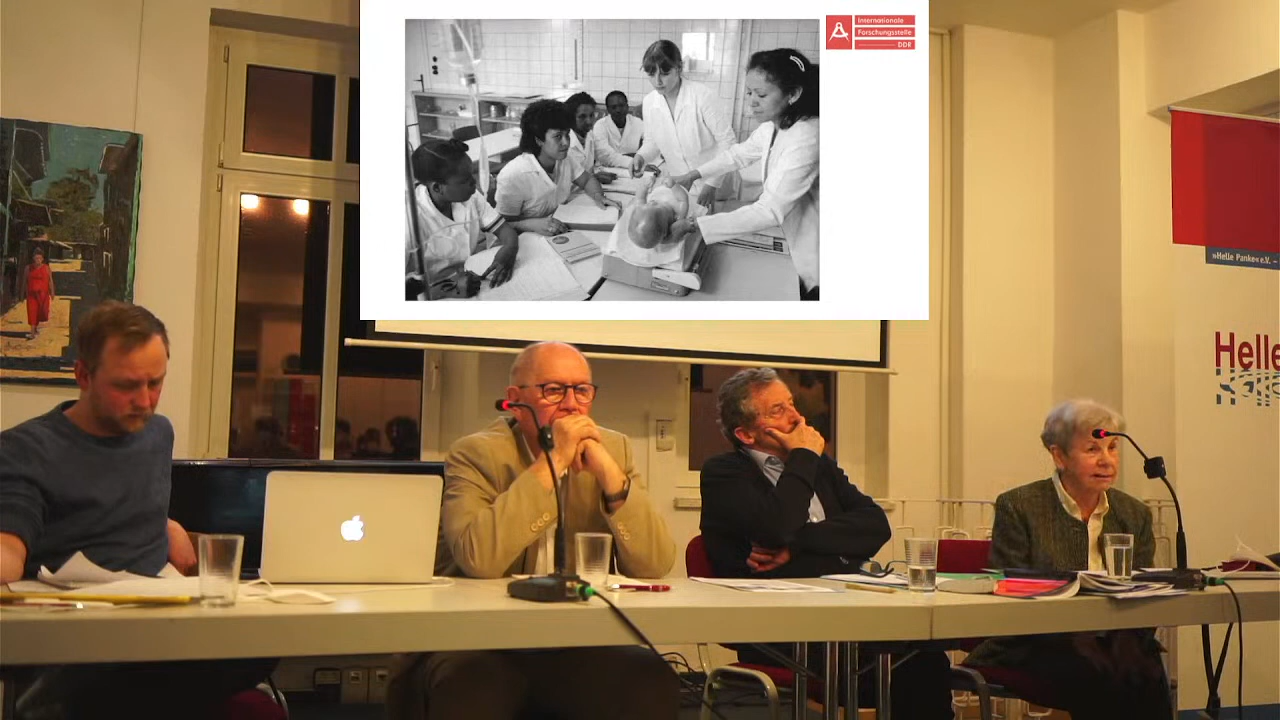 Internationale
Forschungsstelle
DDR
»Helle Panke« e.V. –
Helle